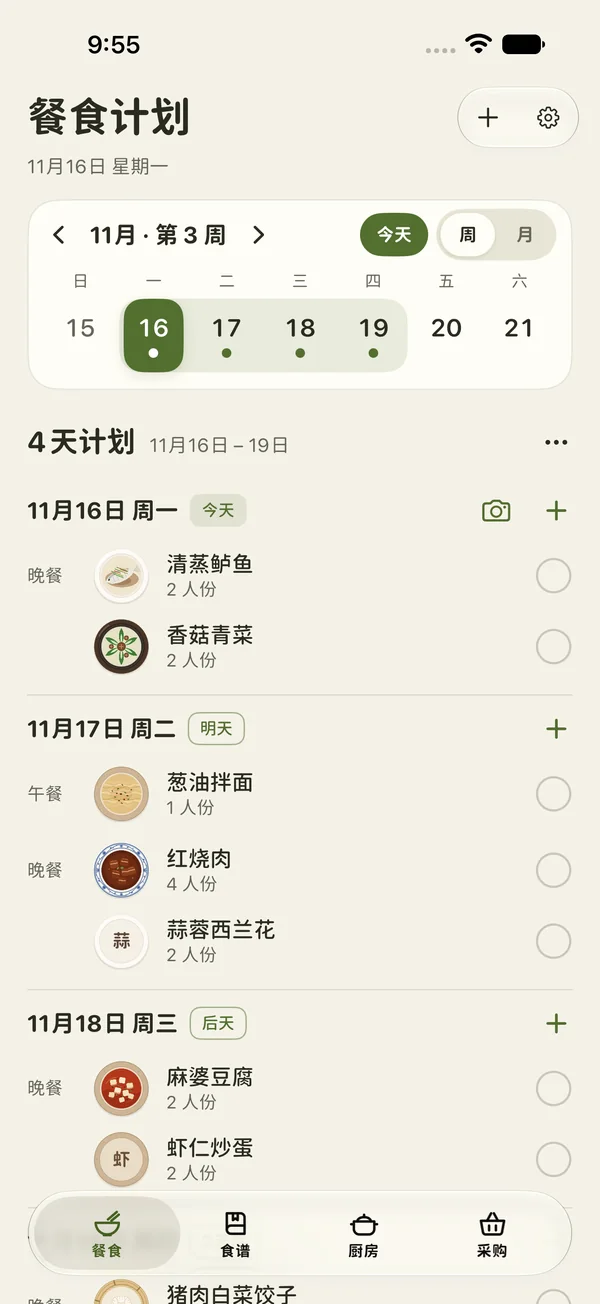 9:55
餐食计划
11月16日 星期一
11月 · 第 3 周
今天
周
月
日 一 二 三 四 五 六
15 16 17 18 19 20 21
4 天计划 11月16日 – 19日
11月16日 周一 今天
晚餐
清蒸鲈鱼
2 人份
香菇青菜
2 人份
11月17日 周二 明天
午餐
葱油拌面
1 人份
晚餐
红烧肉
4 人份
蒜
蒜蓉西兰花
2 人份
11月18日 周三 后天
晚餐
麻婆豆腐
2 人份
虾
虾仁炒蛋
2 人份
餐食 食谱 厨房 采购
晚餐
猪肉白菜饺子